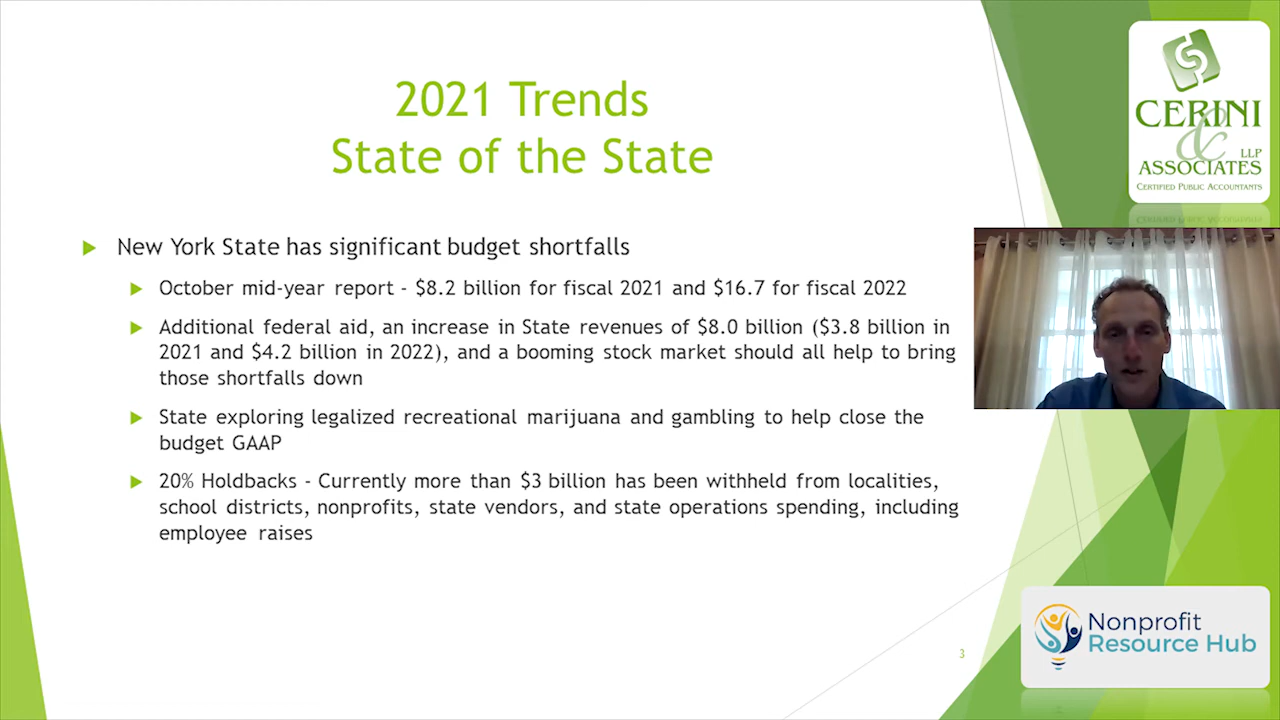 2021 Trends
State of the State
New York State has significant budget shortfalls
October mid-year report - $8.2 billion for fiscal 2021 and $16.7 for fiscal 2022
Additional federal aid, an increase in State revenues of $8.0 billion ($3.8 billion in
2021 and $4.2 billion in 2022), and a booming stock market should all help to bring
those shortfalls down
State exploring legalized recreational marijuana and gambling to help close the
budget GAAP
20% Holdbacks - Currently more than $3 billion has been withheld from localities,
school districts, nonprofits, state vendors, and state operations spending, including
employee raises
3
CERINI
&
ASSOCIATES
LLP
CERTIFIED PUBLIC ACCOUNTANTS
Nonprofit
Resource Hub